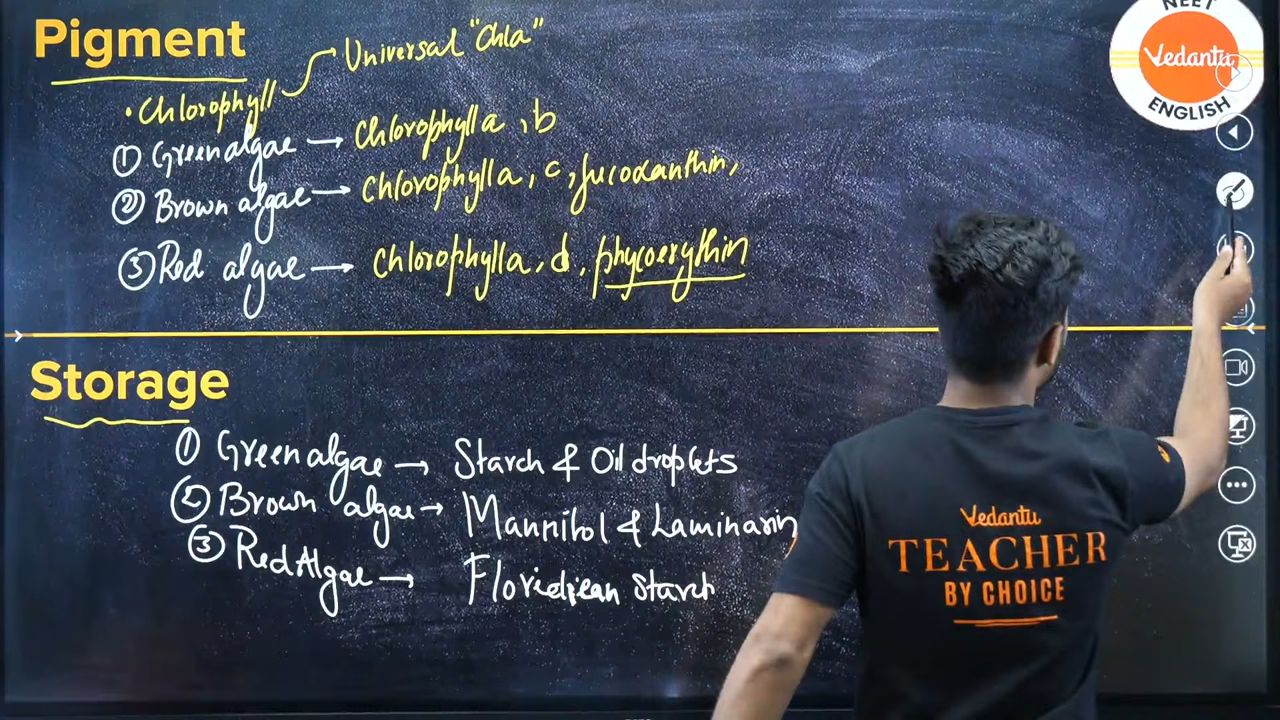 Pigment
• Chlorophyll
Universal "Chla"
① Green algae → Chlorophyll a, b
② Brown algae → Chlorophyll a, c, fucoxanthin,
③ Red algae → Chlorophyll a, d, phycoerythin
Storage
① Green algae → Starch & Oil droplets
② Brown algae → Mannitol & Laminarin
③ Red Algae → Floridiean Starch
NEET
Vedantu
ENGLISH
Vedantu
TEACHER
BY CHOICE